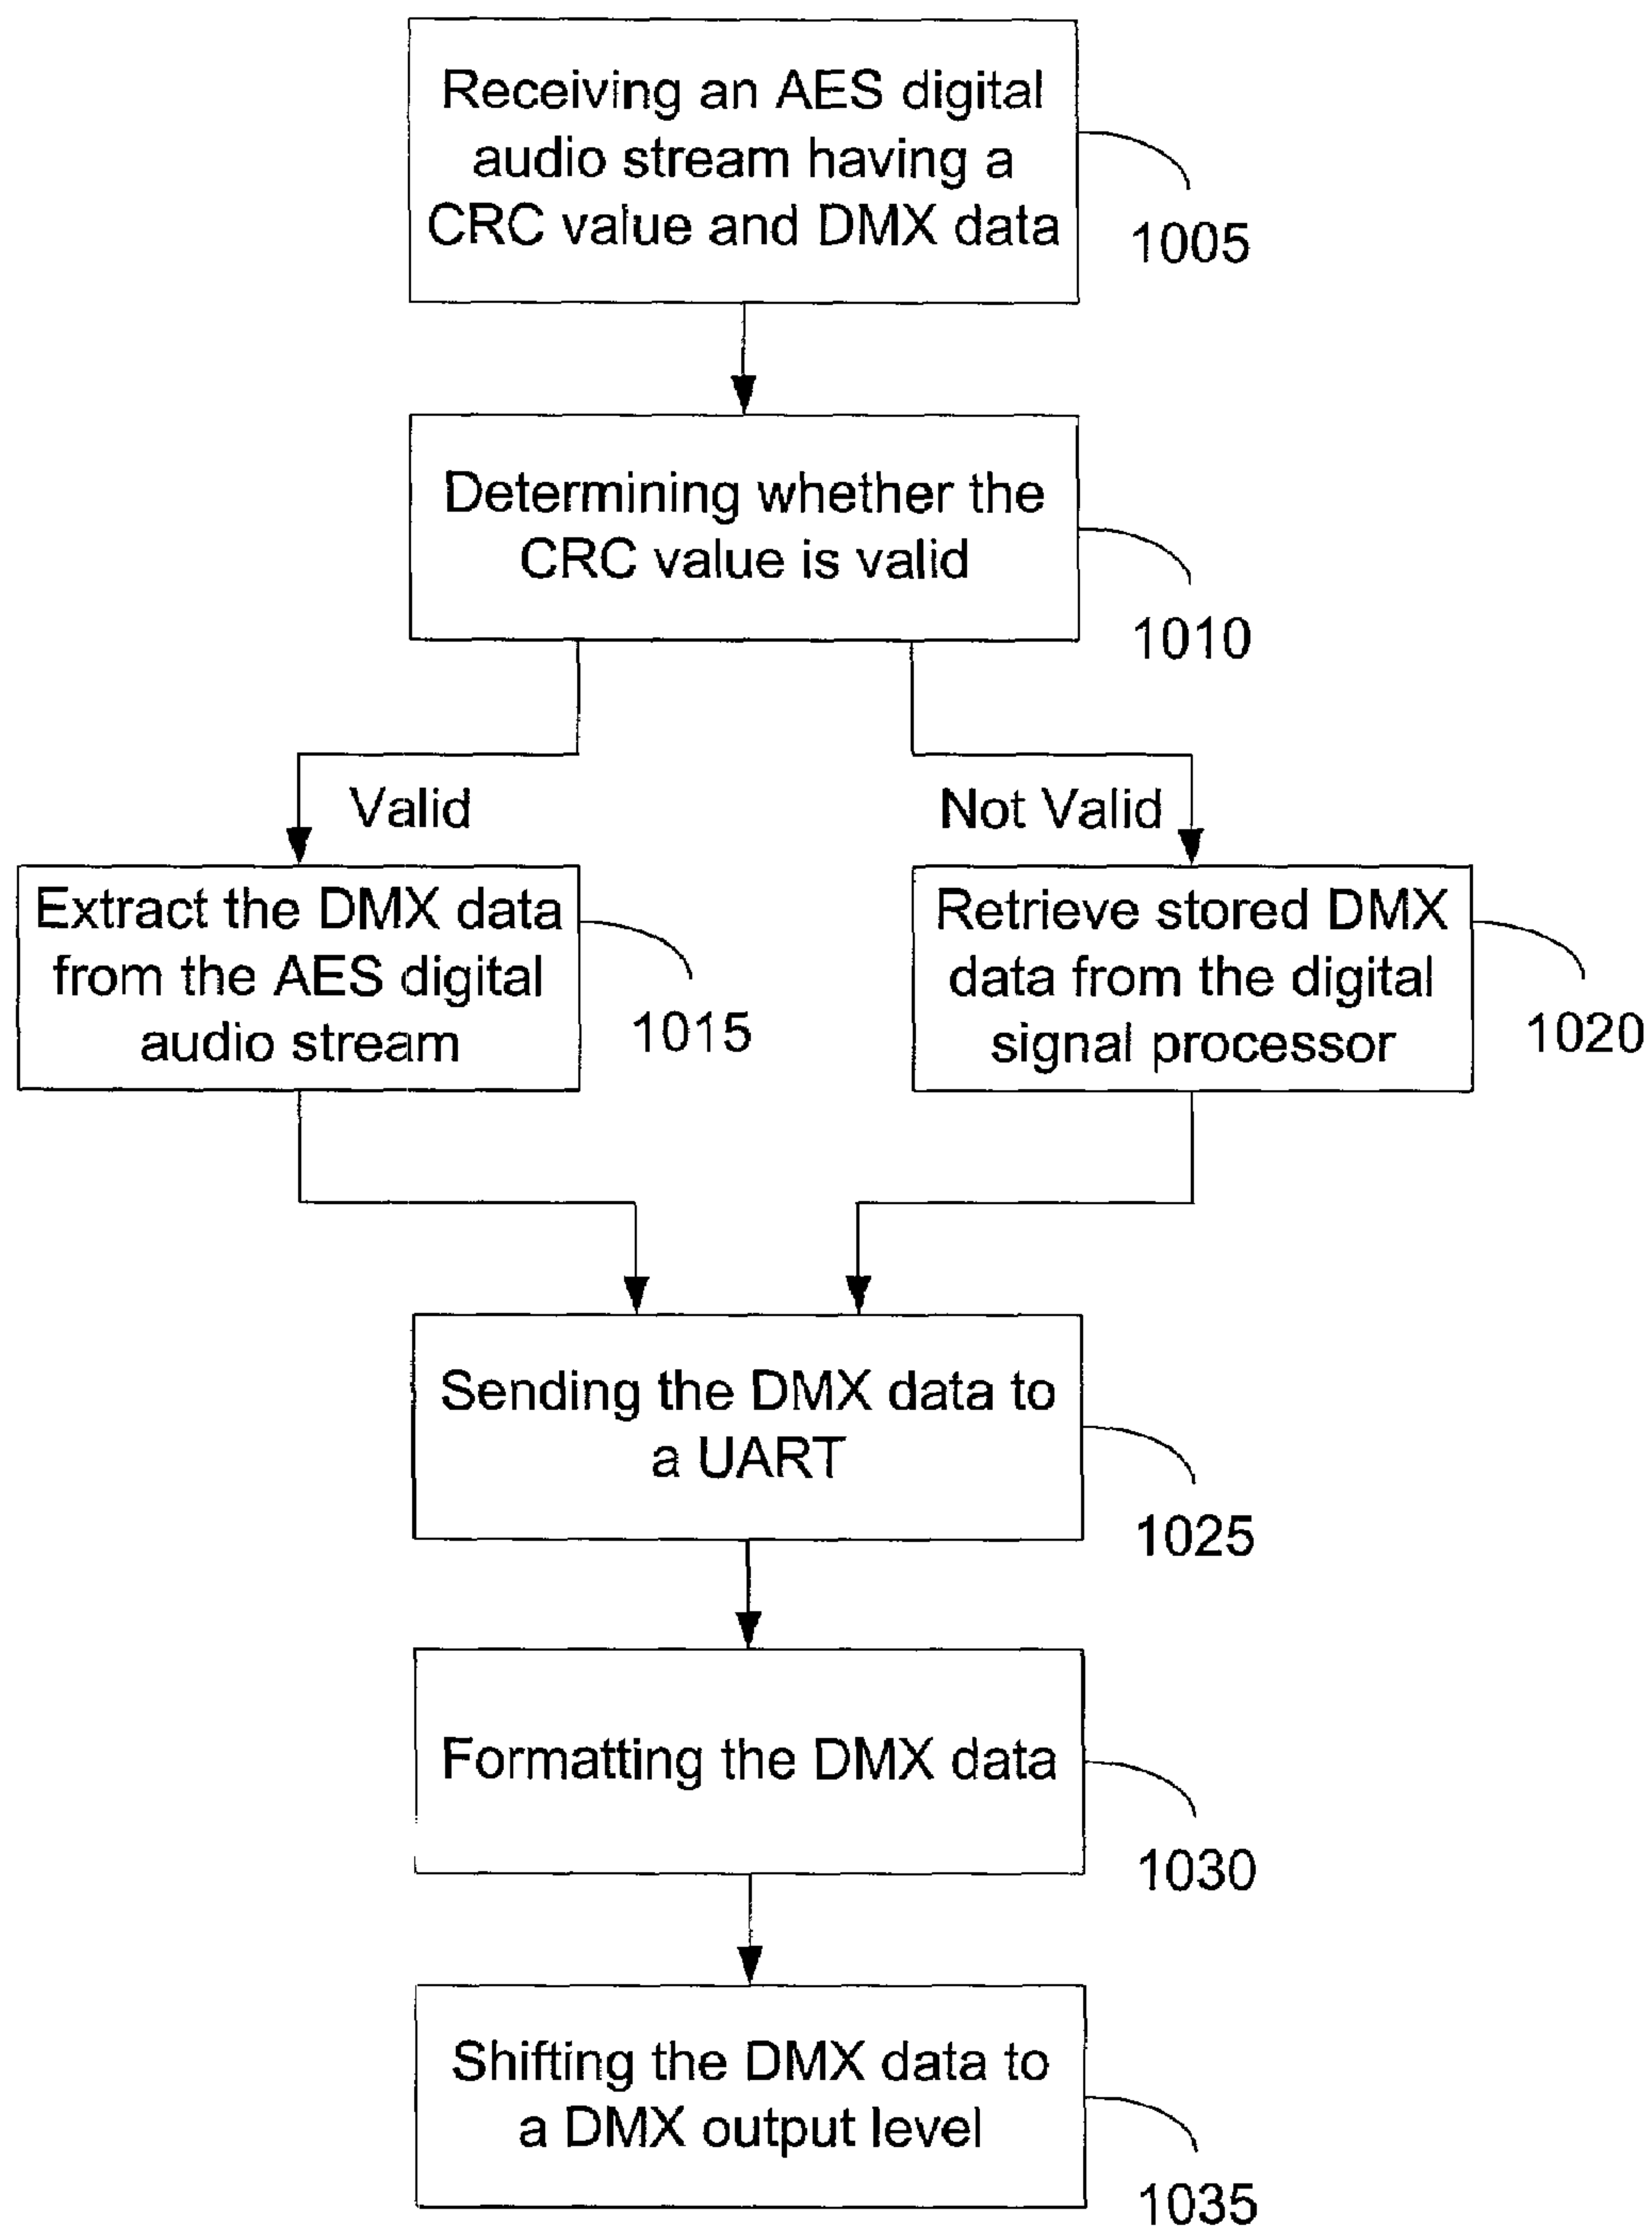 Receiving an AES digital
audio stream having a
CRC value and DMX data
1005
Determining whether the
CRC value is valid
1010
Valid
Not Valid
Extract the DMX data
from the AES digital
audio stream
1015
Retrieve stored DMX
data from the digital
signal processor
1020
Sending the DMX data to
a UART
1025
Formatting the DMX data
1030
Shifting the DMX data to
a DMX output level
1035